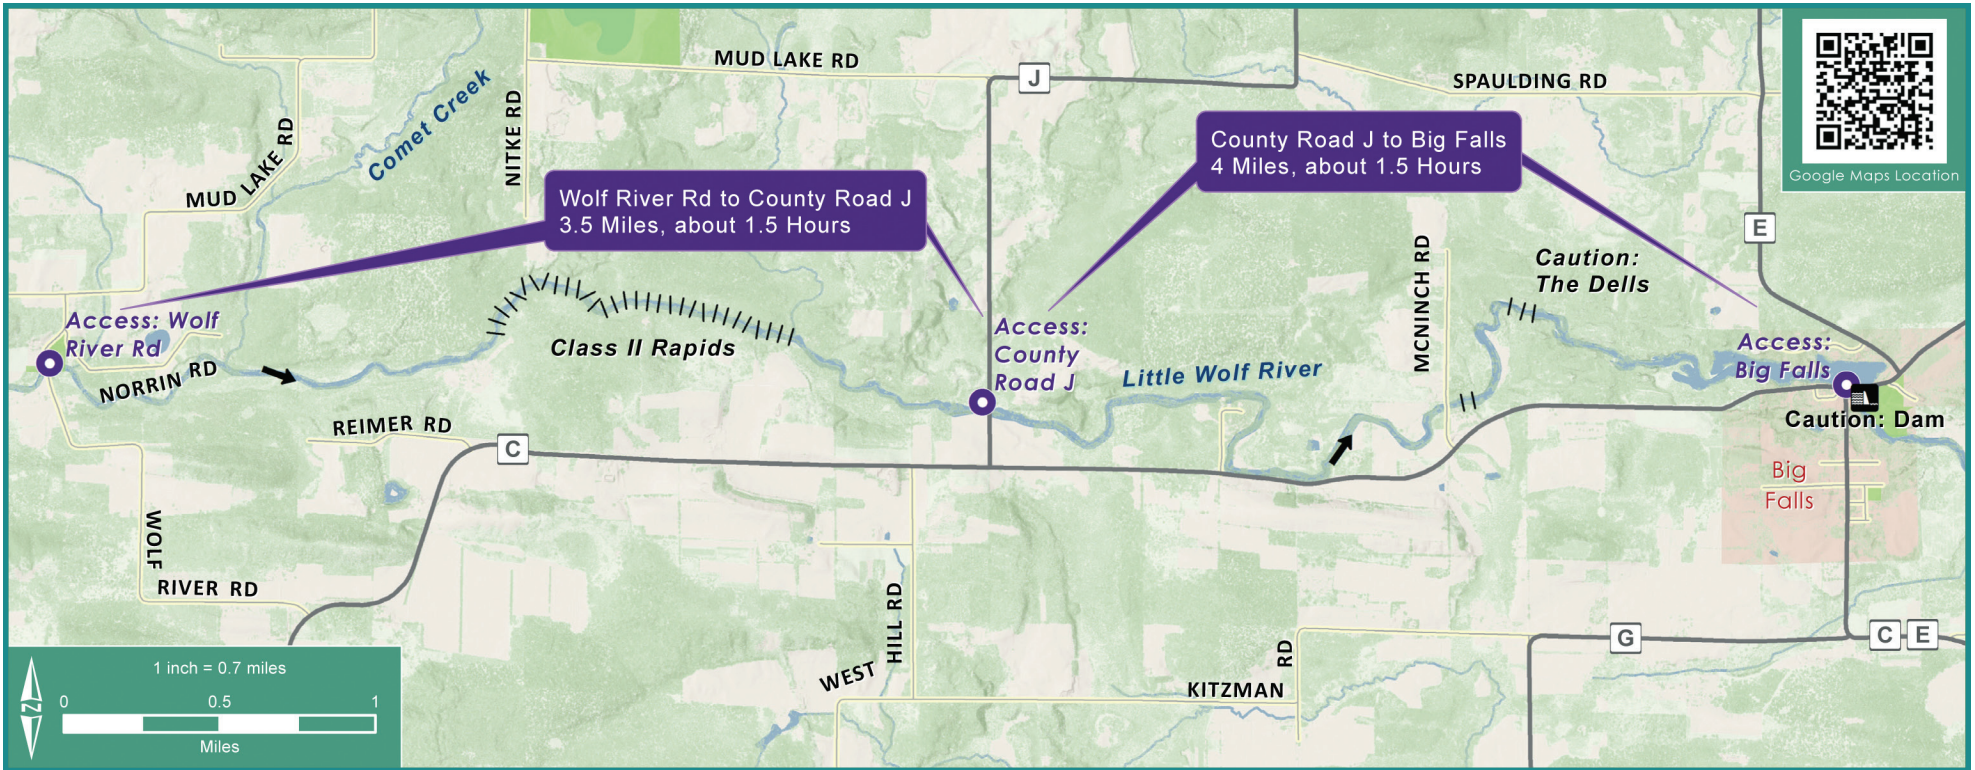 MUD LAKE RD
J
SPAULDING RD
Google Maps Location
Comet Creek
NITKE RD
MUD LAKE RD
County Road J to Big Falls
4 Miles, about 1.5 Hours
Wolf River Rd to County Road J
3.5 Miles, about 1.5 Hours
E
MCNINCH RD
Caution:
The Dells
Access: Wolf
River Rd
NORRIN RD
Class II Rapids
Access:
County
Road J
Little Wolf River
Access:
Big Falls
Caution: Dam
REIMER RD
C
Big
Falls
WOLF
RIVER RD
WEST
HILL RD
KITZMAN
RD
G
C
E
1 inch = 0.7 miles
0
0.5
1
Miles
N